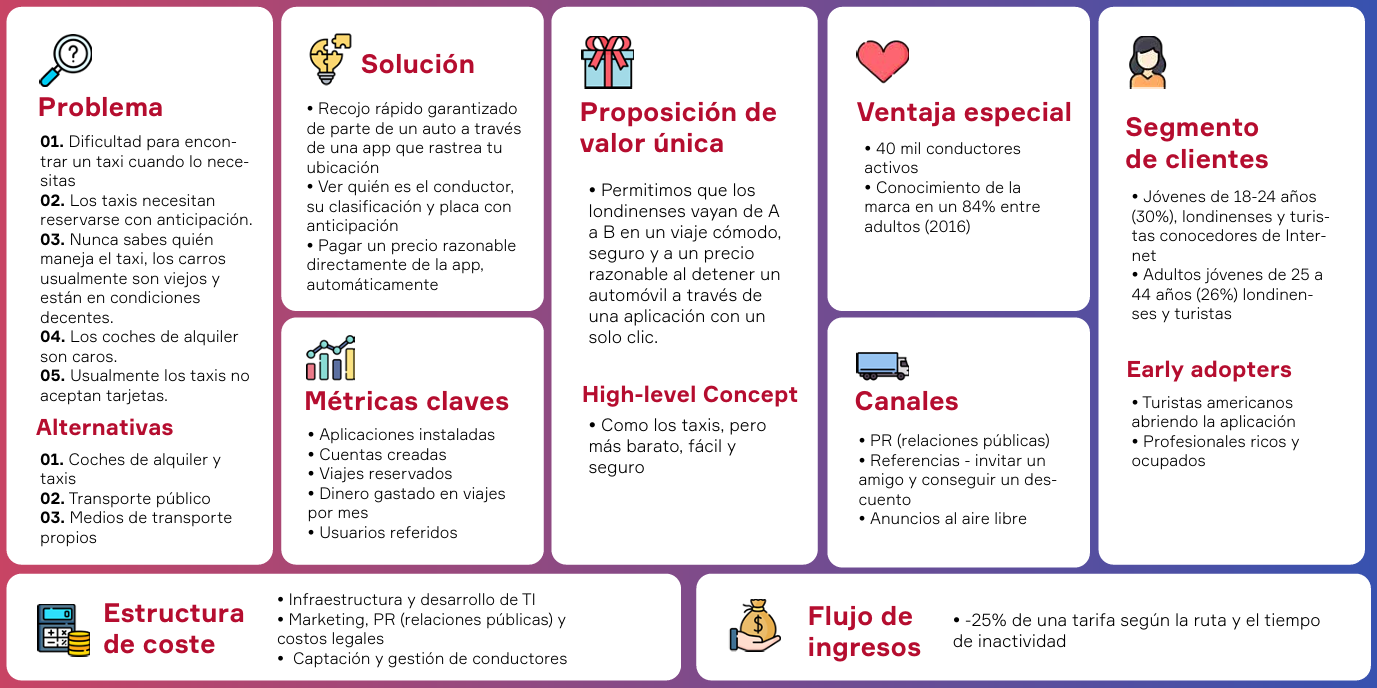 Problema
01. Dificultad para encon-
trar un taxi cuando lo nece-
sitas
02. Los taxis necesitan
reservarse con anticipación.
03. Nunca sabes quién
maneja el taxi, los carros
usualmente son viejos y
están en condiciones
decentes.
04. Los coches de alquiler
son caros.
05. Usualmente los taxis no
aceptan tarjetas.
Alternativas
01. Coches de alquiler y
taxis
02. Transporte público
03. Medios de transporte
propios
Solución
• Recojo rápido garantizado
de parte de un auto a través
de una app que rastrea tu
ubicación
• Ver quién es el conductor,
su clasificación y placa con
anticipación
• Pagar un precio razonable
directamente de la app,
automáticamente
Métricas claves
• Aplicaciones instaladas
• Cuentas creadas
• Viajes reservados
• Dinero gastado en viajes
por mes
• Usuarios referidos
Proposición de
valor única
• Permitimos que los
londinenses vayan de A
a B en un viaje cómodo,
seguro y a un precio
razonable al detener un
automóvil a través de
una aplicación con un
solo clic.
High-level Concept
• Como los taxis, pero
más barato, fácil y
seguro
Ventaja especial
• 40 mil conductores
activos
• Conocimiento de la
marca en un 84% entre
adultos (2016)
Canales
• PR (relaciones públicas)
• Referencias - invitar un
amigo y conseguir un des-
cuento
• Anuncios al aire libre
Segmento
de clientes
• Jóvenes de 18-24 años
(30%), londinenses y turis-
tas conocedores de Inter-
net
• Adultos jóvenes de 25 a
44 años (26%) londinen-
ses y turistas
Early adopters
• Turistas americanos
abriendo la aplicación
• Profesionales ricos y
ocupados
Estructura
de coste
• Infraestructura y desarrollo de TI
• Marketing, PR (relaciones públicas) y
costos legales
• Captación y gestión de conductores
Flujo de
ingresos
• -25% de una tarifa según la ruta y el tiempo
de inactividad